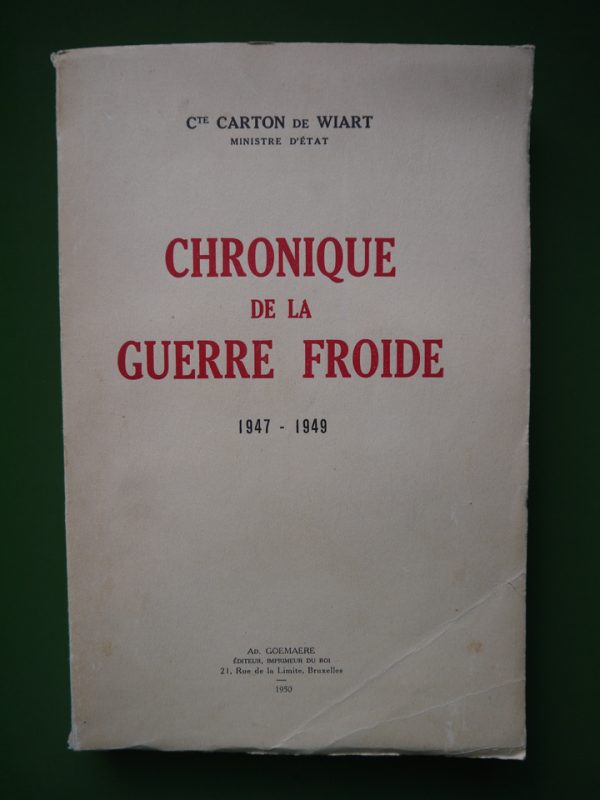 Cᵀᴱ CARTON DE WIART
MINISTRE D'ÉTAT
CHRONIQUE
DE LA
GUERRE FROIDE
1947 - 1949
AD. GOEMAERE
ÉDITEUR, IMPRIMEUR DU ROI
21, Rue de la Limite, Bruxelles
1950